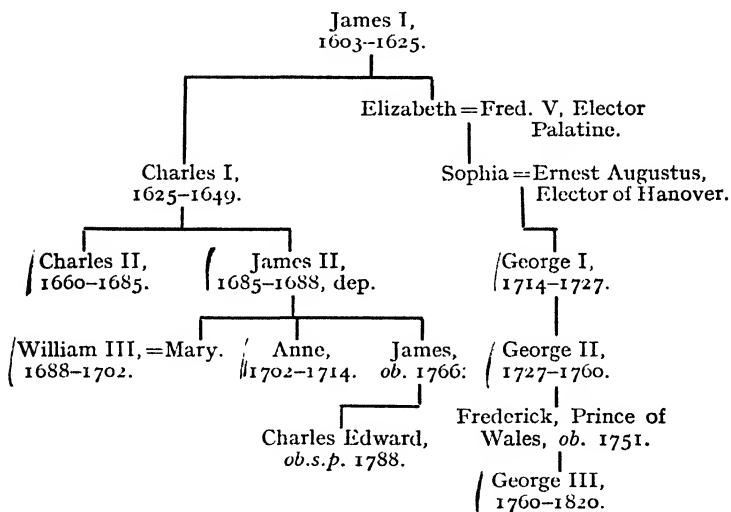 James I,
1603–1625.
Elizabeth=Fred. V, Elector
Palatine.
Charles I,
1625–1649.
Sophia=Ernest Augustus,
Elector of Hanover.
Charles II,
1660–1685.
James II,
1685–1688, dep.
George I,
1714–1727.
William III,=Mary.
1688–1702.
Anne,
1702–1714.
James,
ob. 1766.
George II,
1727–1760.
Charles Edward,
ob.s.p. 1788.
Frederick, Prince of
Wales, ob. 1751.
George III,
1760–1820.